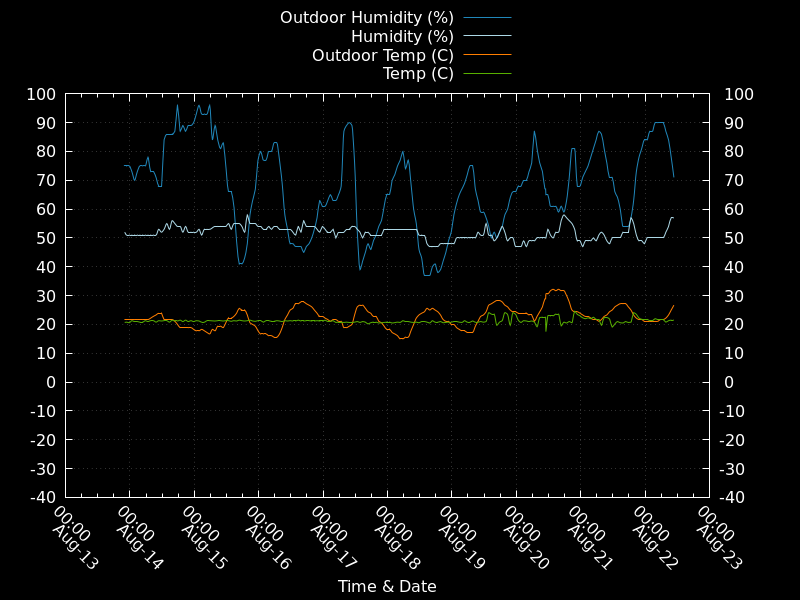 Outdoor Humidity (%)
Humidity (%)
Outdoor Temp (C)
Temp (C)
100 100
90 90
80 80
70 70
60 60
50 50
40 40
30 30
20 20
10 10
0 0
-10 -10
-20 -20
-30 -30
-40 -40
00:00 Aug-13
00:00 Aug-14
00:00 Aug-15
00:00 Aug-16
00:00 Aug-17
00:00 Aug-18
00:00 Aug-19
00:00 Aug-20
00:00 Aug-21
00:00 Aug-22
00:00 Aug-23
Time & Date